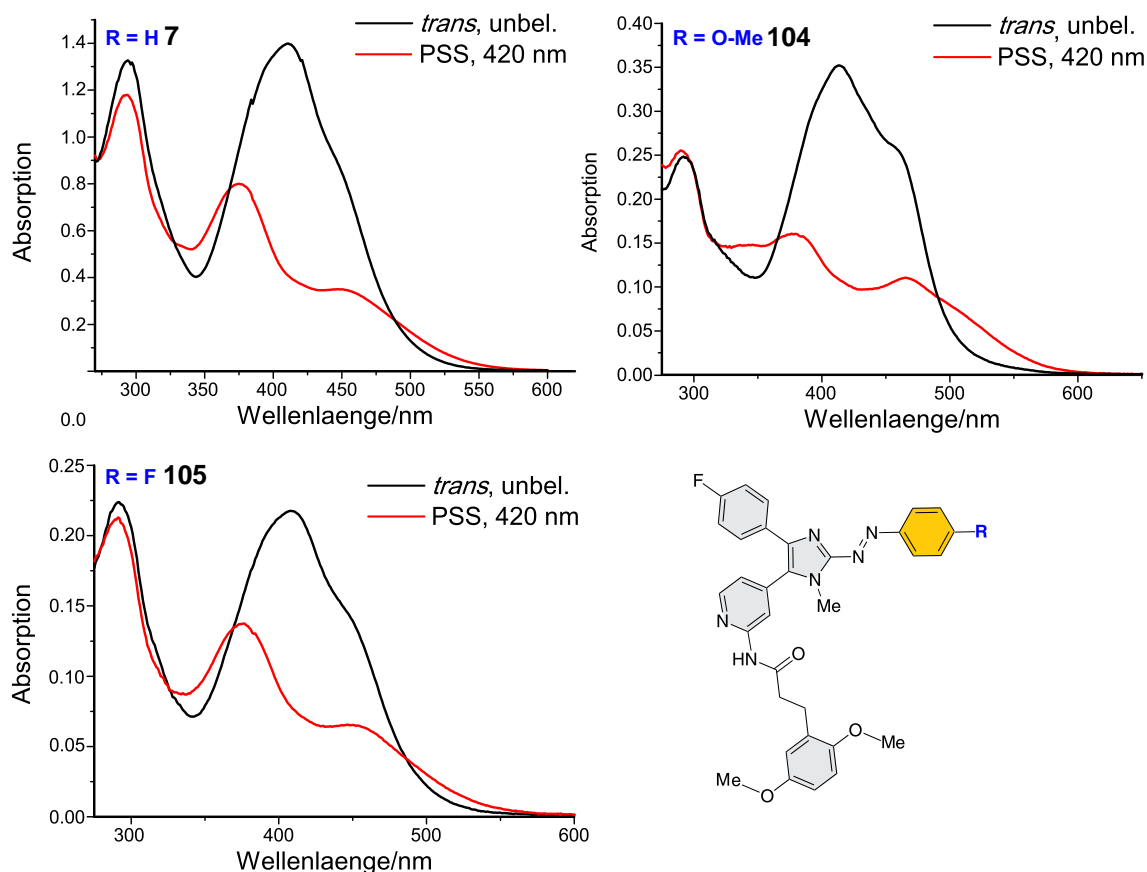 R = H 7
trans, unbel.
PSS, 420 nm
1.4
1.2
1.0
0.8
0.6
0.4
0.2
0.0
Absorption
300 350 400 450 500 550 600
Wellenlaenge/nm
R = O-Me 104
trans, unbel.
PSS, 420 nm
0.40
0.35
0.30
0.25
0.20
0.15
0.10
0.05
0.00
Absorption
300 400 500 600
Wellenlaenge/nm
R = F 105
trans, unbel.
PSS, 420 nm
0.25
0.20
0.15
0.10
0.05
0.00
Absorption
300 400 500 600
Wellenlaenge/nm
F
N
N
R
N
N
Me
N
HN
O
O
Me
Me
O